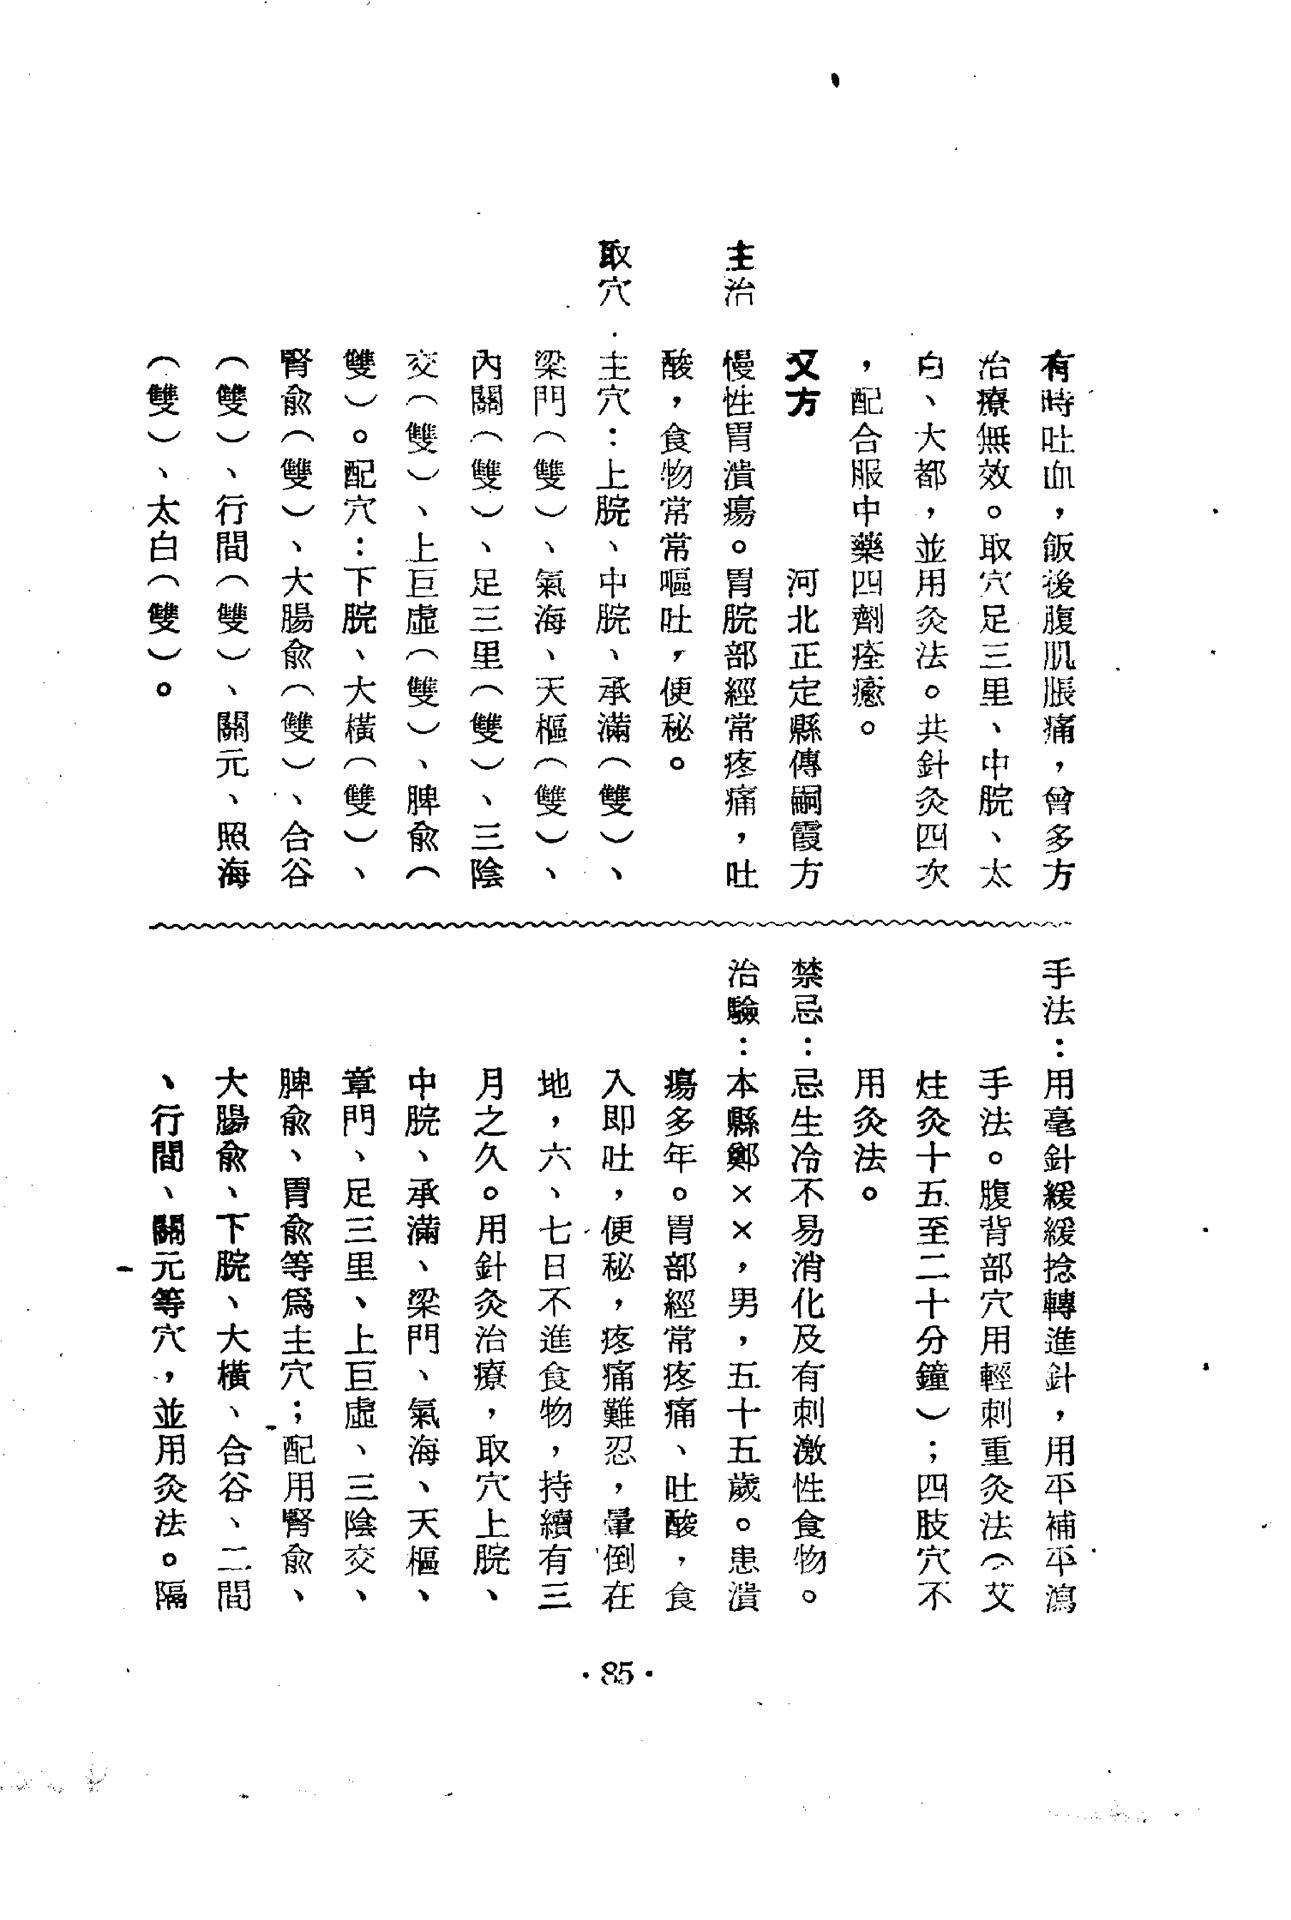 有時吐血，飯後腹肌脹痛，曾多方
治療無效。取穴足三里、中脘、太
白、大都，並用灸法。共針灸四次
，配合服中藥四劑痊癒。
又方　河北正定縣傳嗣霞方
主治　慢性胃潰瘍。胃脘部經常疼痛，吐
酸，食物常常嘔吐，便秘。
取穴　主穴：上脘、中脘、承滿（雙）、
梁門（雙）、氣海、天樞（雙）、
內關（雙）、足三里（雙）、三陰
交（雙）、上巨虛（雙）、脾兪（
雙）。配穴：下脘、大橫（雙）、
腎兪（雙）、大腸兪（雙）、合谷
（雙）、行間（雙）、關元、照海
（雙）、太白（雙）。
手法：用毫針緩緩捻轉進針，用平補平瀉
手法。腹背部穴用輕刺重灸法（艾
炷灸十五至二十分鐘）；四肢穴不
用灸法。
禁忌：忌生冷不易消化及有刺激性食物。
治驗：本縣鄭××，男，五十五歲。患潰
瘍多年。胃部經常疼痛、吐酸，食
入即吐，便秘，疼痛難忍，暈倒在
地，六、七日不進食物，持續有三
月之久。用針灸治療，取穴上脘、
中脘、承滿、梁門、氣海、天樞、
章門、足三里、上巨虛、三陰交、
脾兪、胃兪等爲主穴；配用腎兪、
大腸兪、下脘、大橫、合谷、二間
、行間、關元等穴，並用灸法。隔
·85·